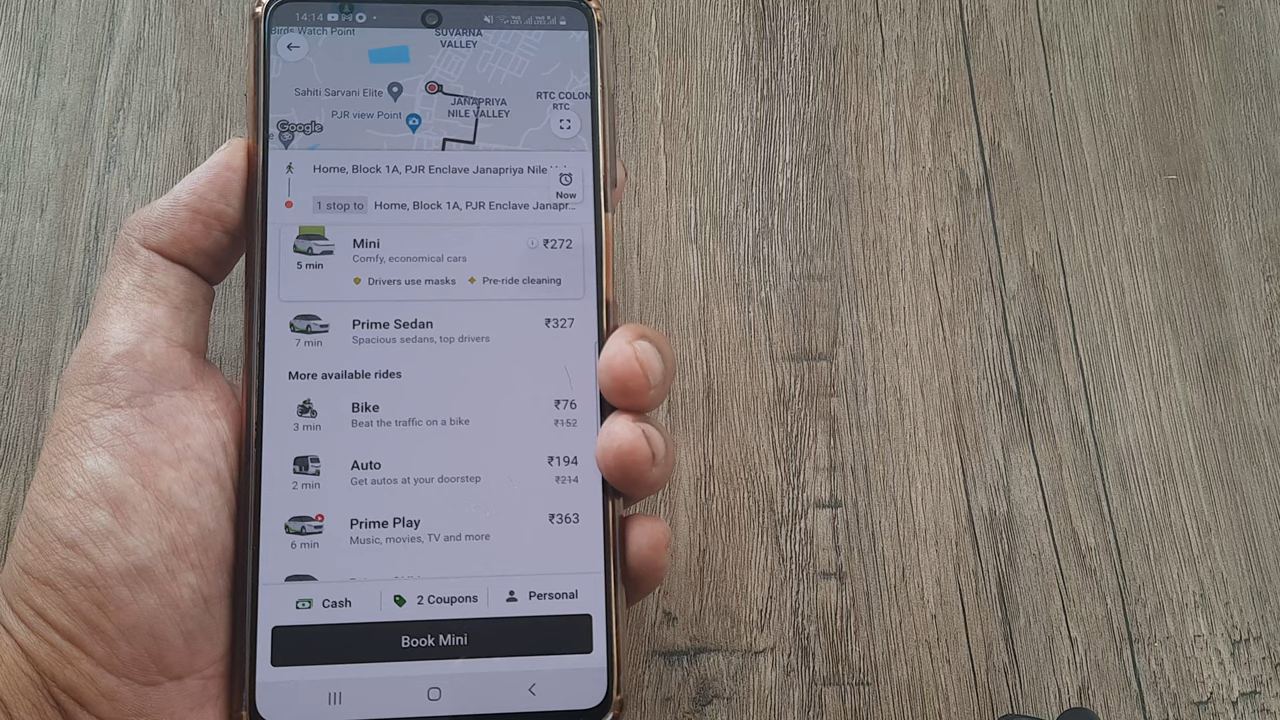 14:14
Birds Watch Point
SUVARNA
VALLEY
Sahiti Sarvani Elite
JANAPRIYA
NILE VALLEY
RTC COLON
RTC
PJR view Point
Google
Home, Block 1A, PJR Enclave Janapriya Nile
Now
1 stop to Home, Block 1A, PJR Enclave Janapr...
Mini ₹272
5 min Comfy, economical cars
Drivers use masks Pre-ride cleaning
Prime Sedan ₹327
7 min Spacious sedans, top drivers
More available rides
Bike ₹76
3 min Beat the traffic on a bike ₹152
Auto ₹194
2 min Get autos at your doorstep ₹214
Prime Play ₹363
6 min Music, movies, TV and more
Cash 2 Coupons Personal
Book Mini